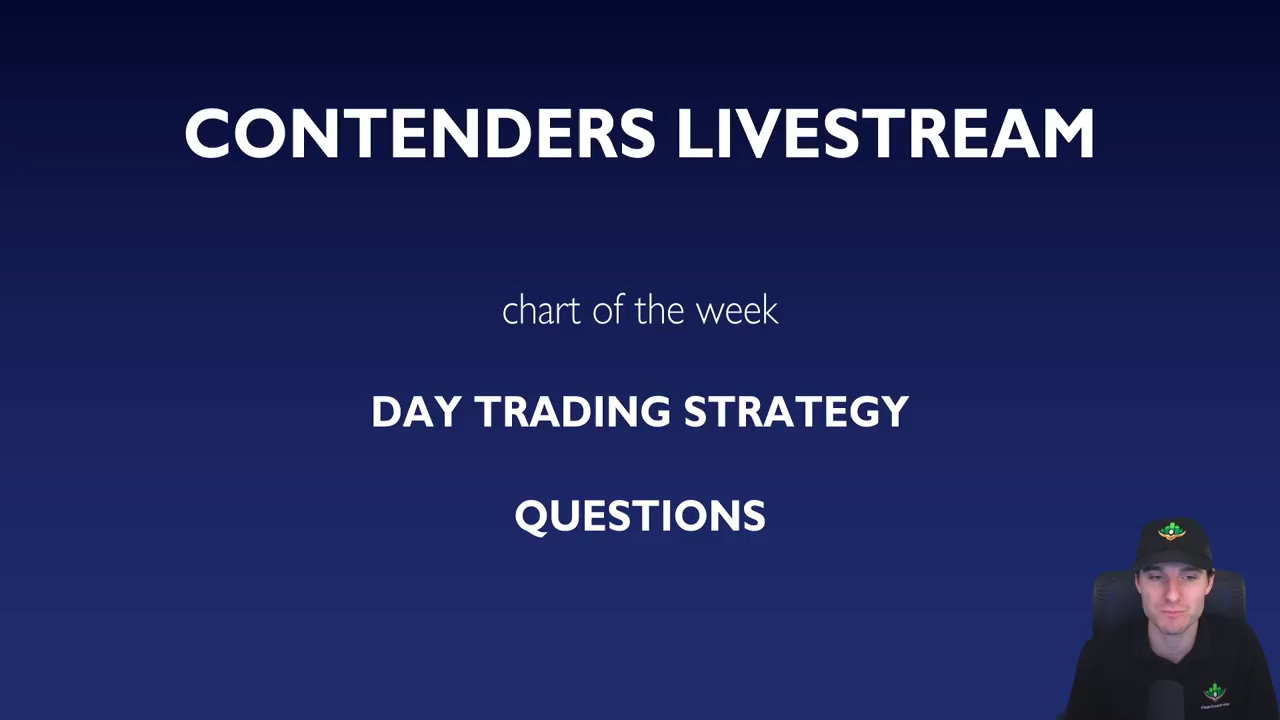 CONTENDERS LIVESTREAM
chart of the week
DAY TRADING STRATEGY
QUESTIONS